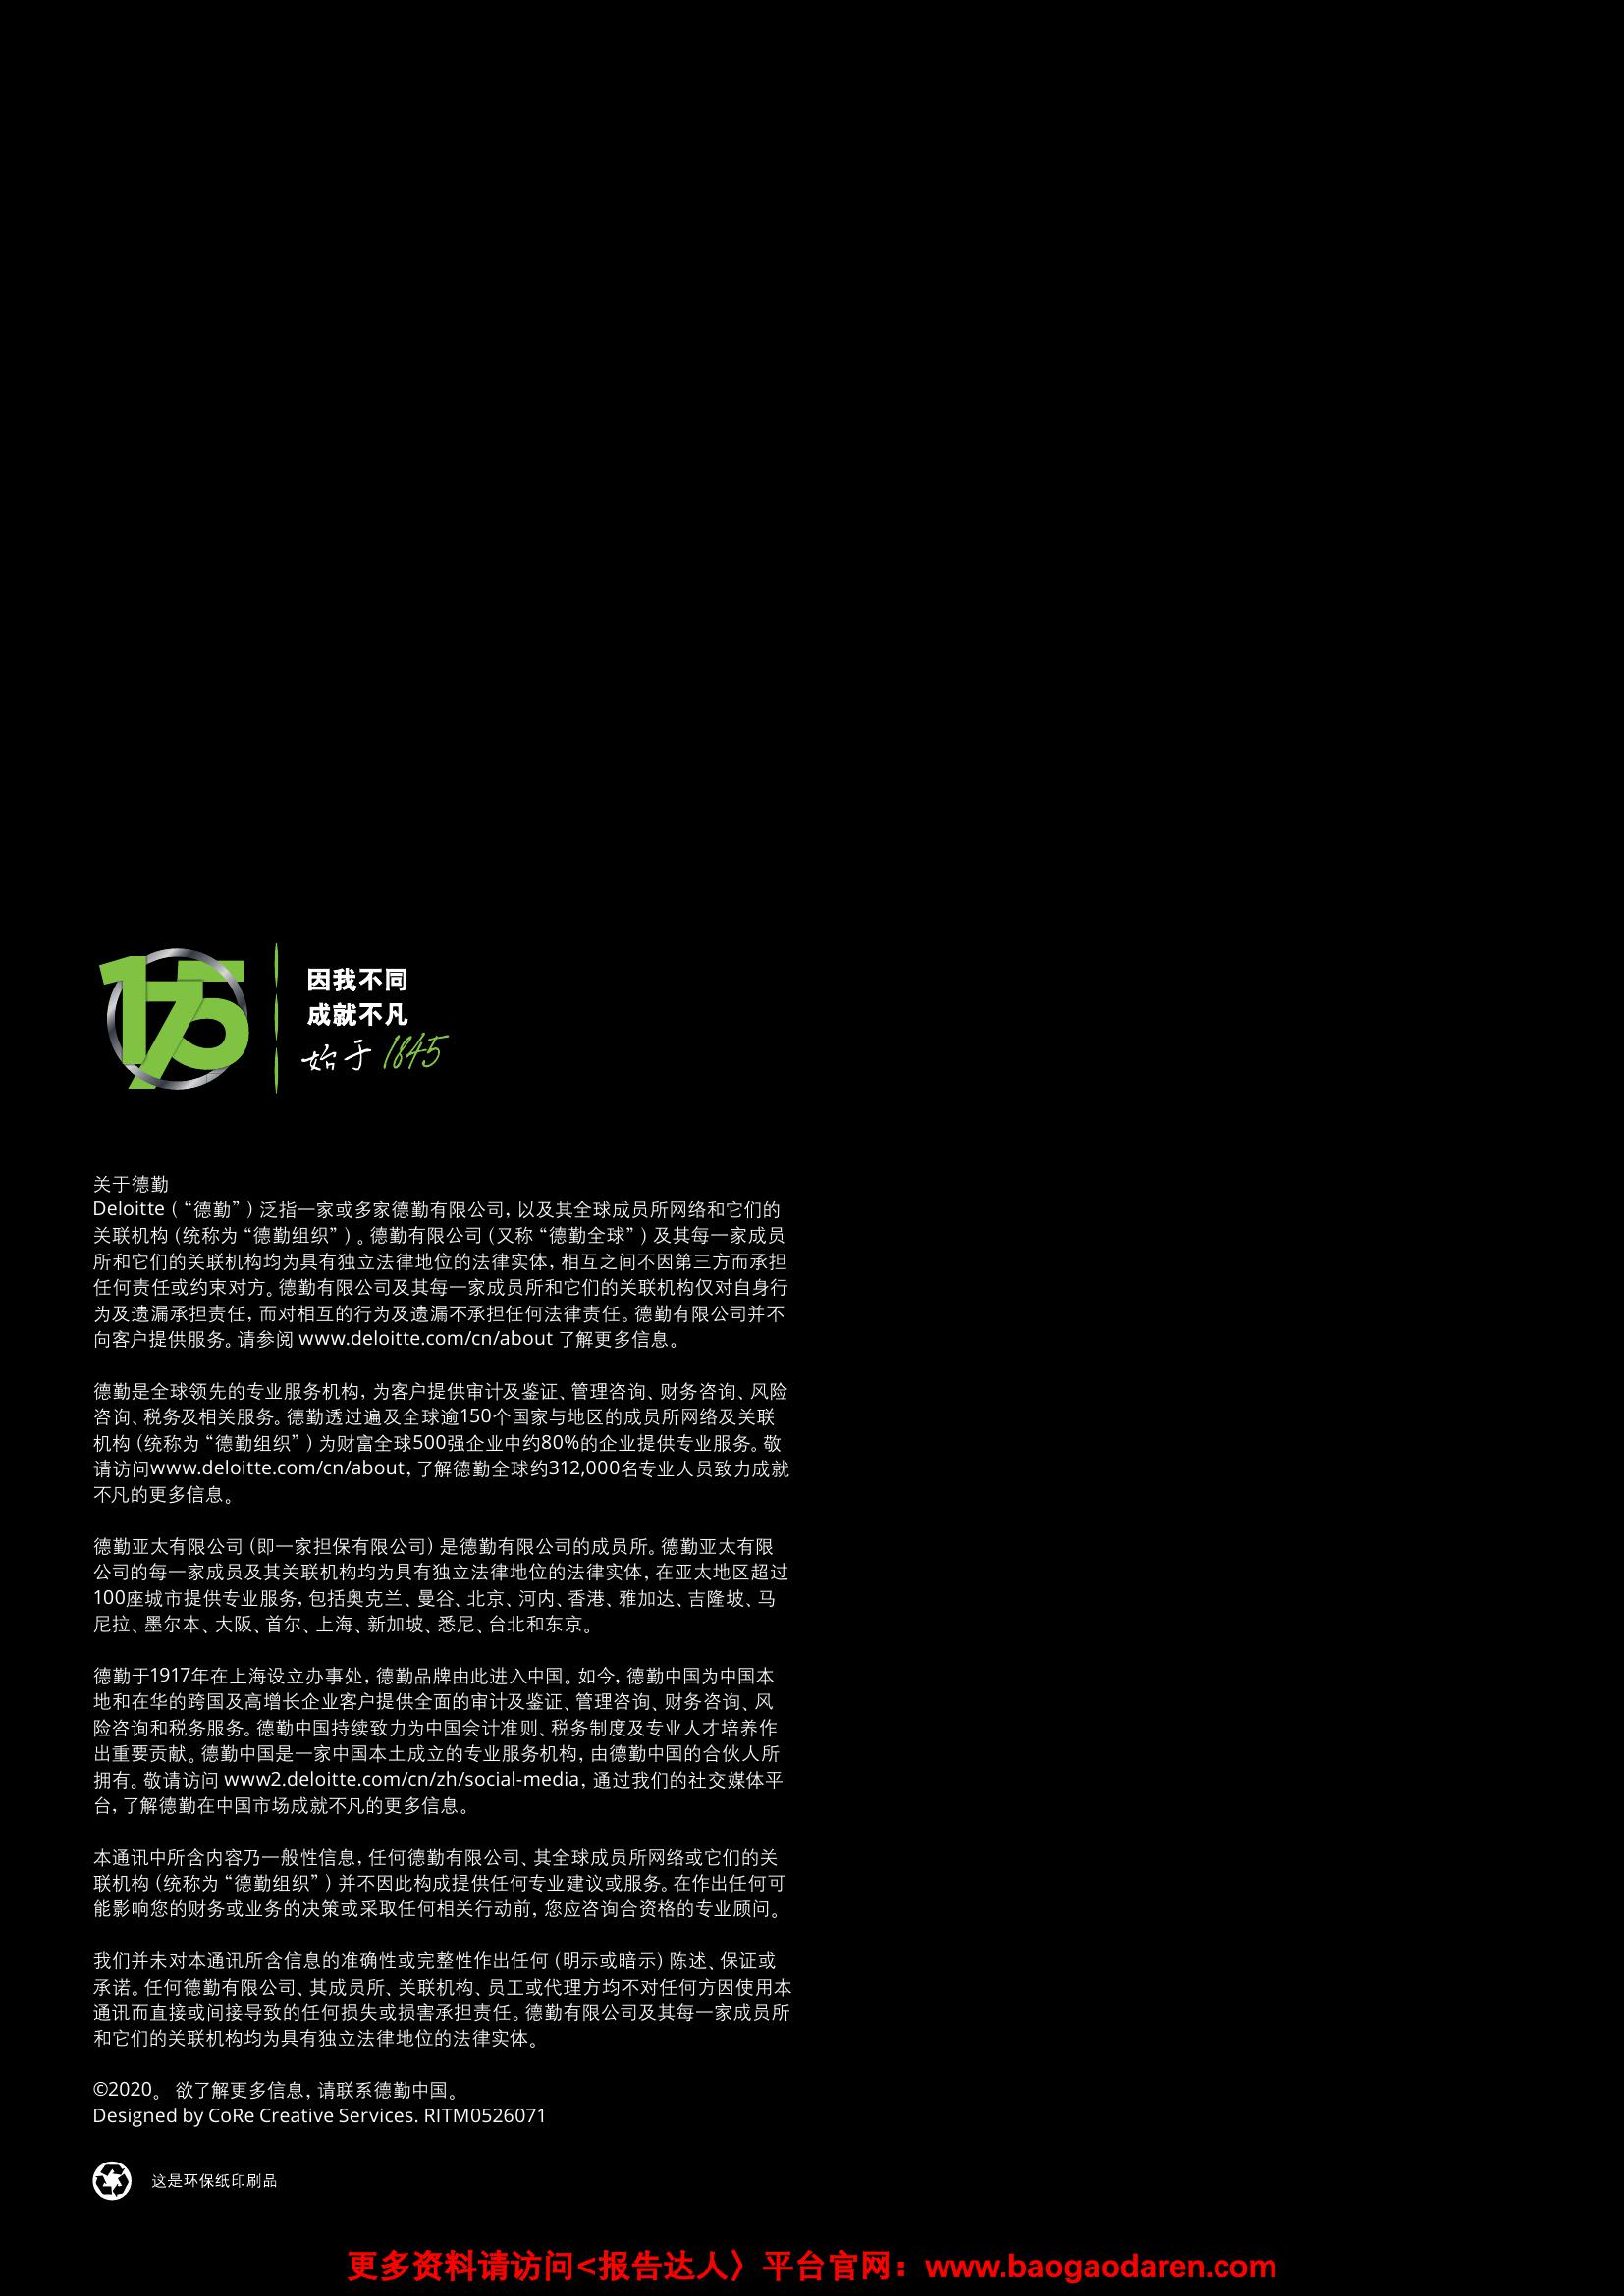 175
因我不同
成就不凡
始于 1845
关于德勤
Deloitte（“德勤”）泛指一家或多家德勤有限公司，以及其全球成员所网络和它们的
关联机构（统称为“德勤组织”）。德勤有限公司（又称“德勤全球”）及其每一家成员
所和它们的关联机构均为具有独立法律地位的法律实体，相互之间不因第三方而承担
任何责任或约束对方。德勤有限公司及其每一家成员所和它们的关联机构仅对自身行
为及遗漏承担责任，而对相互的行为及遗漏不承担任何法律责任。德勤有限公司并不
向客户提供服务。请参阅 www.deloitte.com/cn/about 了解更多信息。
德勤是全球领先的专业服务机构，为客户提供审计及鉴证、管理咨询、财务咨询、风险
咨询、税务及相关服务。德勤透过遍及全球逾150个国家与地区的成员所网络及关联
机构（统称为“德勤组织”）为财富全球500强企业中约80%的企业提供专业服务。敬
请访问www.deloitte.com/cn/about，了解德勤全球约312,000名专业人员致力成就
不凡的更多信息。
德勤亚太有限公司（即一家担保有限公司）是德勤有限公司的成员所。德勤亚太有限
公司的每一家成员及其关联机构均为具有独立法律地位的法律实体，在亚太地区超过
100座城市提供专业服务，包括奥克兰、曼谷、北京、河内、香港、雅加达、吉隆坡、马
尼拉、墨尔本、大阪、首尔、上海、新加坡、悉尼、台北和东京。
德勤于1917年在上海设立办事处，德勤品牌由此进入中国。如今，德勤中国为中国本
地和在华的跨国及高增长企业客户提供全面的审计及鉴证、管理咨询、财务咨询、风
险咨询和税务服务。德勤中国持续致力为中国会计准则、税务制度及专业人才培养作
出重要贡献。德勤中国是一家中国本土成立的专业服务机构，由德勤中国的合伙人所
拥有。敬请访问 www2.deloitte.com/cn/zh/social-media，通过我们的社交媒体平
台，了解德勤在中国市场成就不凡的更多信息。
本通讯中所含内容乃一般性信息，任何德勤有限公司、其全球成员所网络或它们的关
联机构（统称为“德勤组织”）并不因此构成提供任何专业建议或服务。在作出任何可
能影响您的财务或业务的决策或采取任何相关行动前，您应咨询合资格的专业顾问。
我们并未对本通讯所含信息的准确性或完整性作出任何（明示或暗示）陈述、保证或
承诺。任何德勤有限公司、其成员所、关联机构、员工或代理方均不对任何方因使用本
通讯而直接或间接导致的任何损失或损害承担责任。德勤有限公司及其每一家成员所
和它们的关联机构均为具有独立法律地位的法律实体。
©2020。 欲了解更多信息，请联系德勤中国。
Designed by CoRe Creative Services. RITM0526071
这是环保纸印刷品
更多资料请访问<报告达人〉平台官网：www.baogaodaren.com